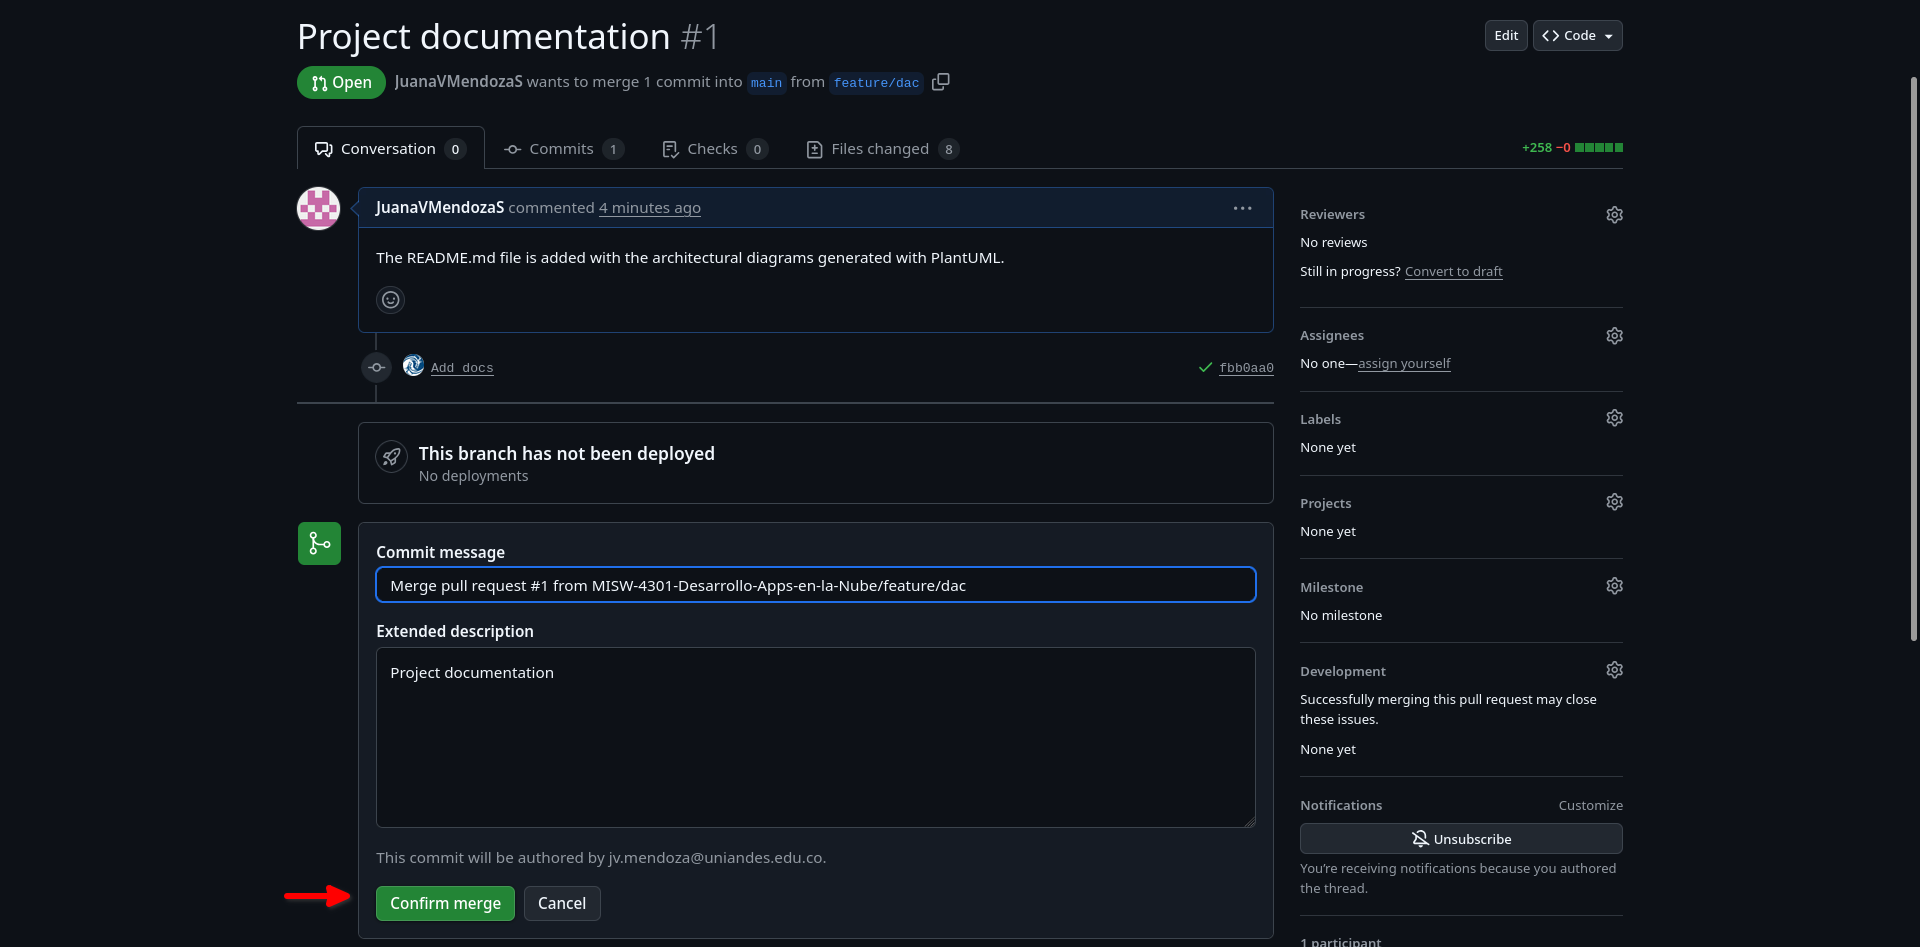 Project documentation #1
Edit
Code
Open
JuanaVMendozaS wants to merge 1 commit into main from feature/dac
Conversation 0
Commits 1
Checks 0
Files changed 8
+258 −0
JuanaVMendozaS commented 4 minutes ago
The README.md file is added with the architectural diagrams generated with PlantUML.
Add docs
fbb0aa0
This branch has not been deployed
No deployments
Commit message
Merge pull request #1 from MISW-4301-Desarrollo-Apps-en-la-Nube/feature/dac
Extended description
Project documentation
This commit will be authored by jv.mendoza@uniandes.edu.co.
Confirm merge
Cancel
Reviewers
No reviews
Still in progress? Convert to draft
Assignees
No one—assign yourself
Labels
None yet
Projects
None yet
Milestone
No milestone
Development
Successfully merging this pull request may close
these issues.
None yet
Notifications
Customize
Unsubscribe
You're receiving notifications because you authored
the thread.
1 participant